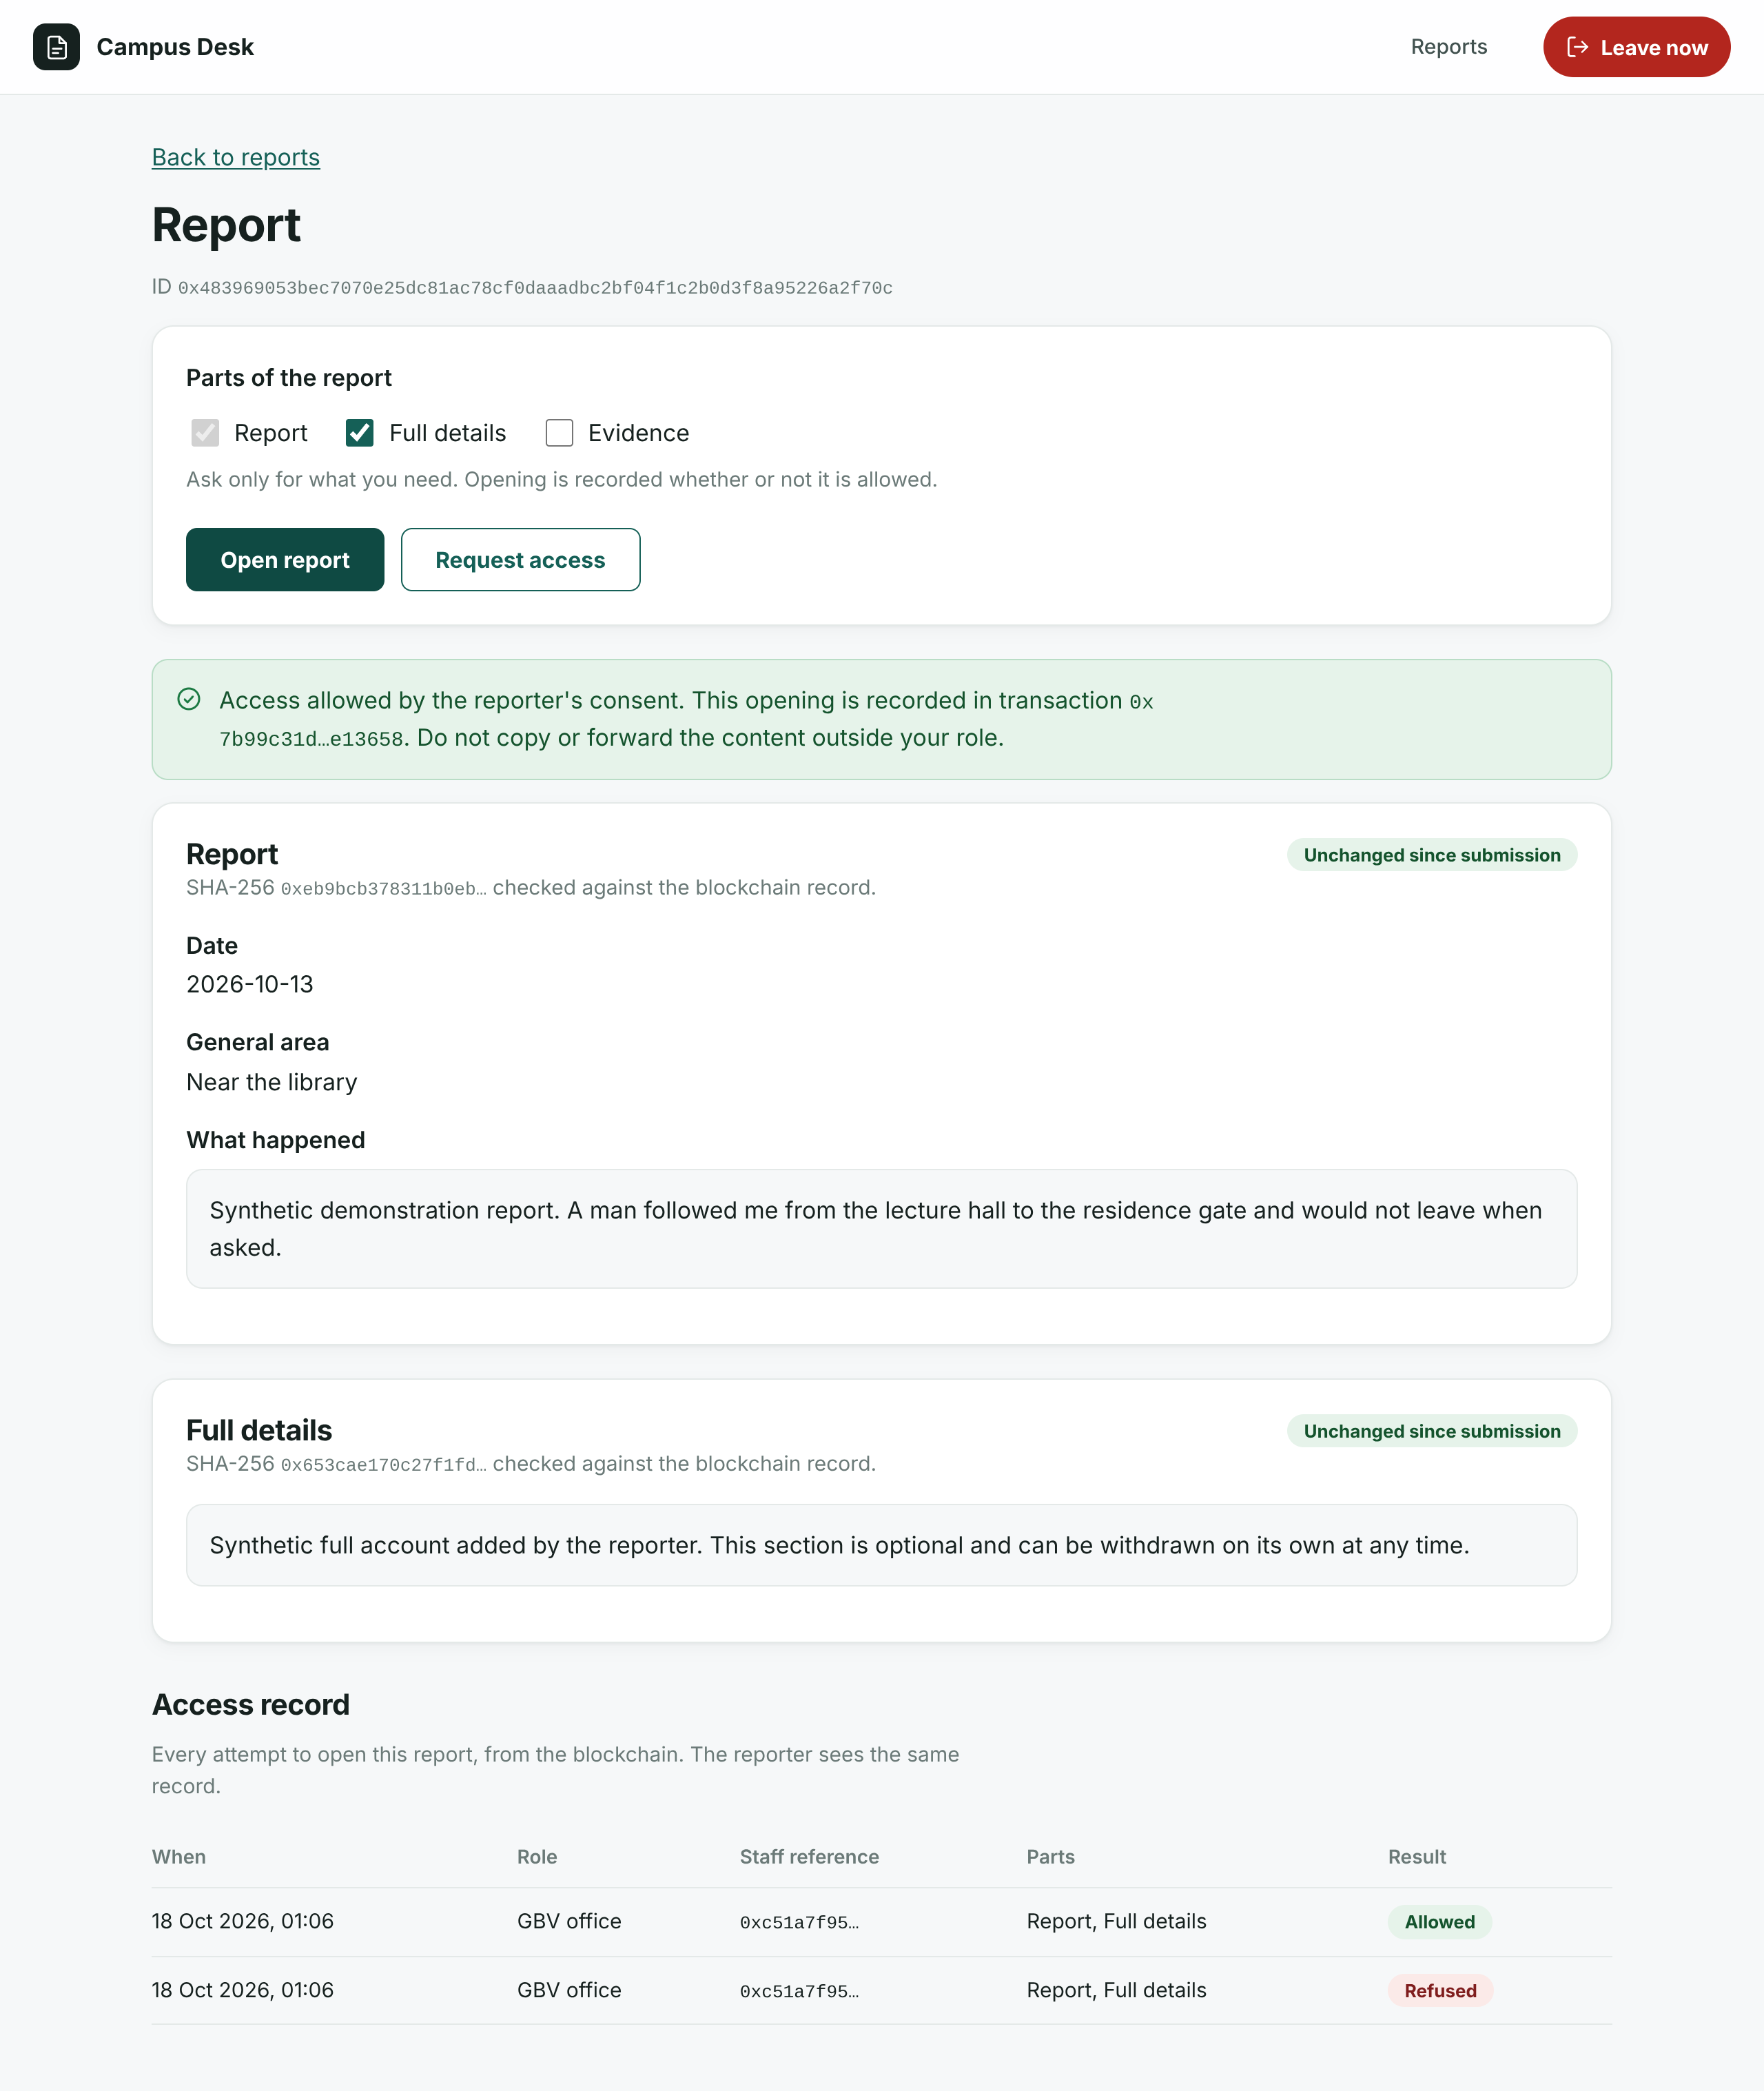 Campus Desk
Reports
Leave now
Back to reports
Report
ID 0x483969053bec7070e25dc81ac78cf0daaadbc2bf04f1c2b0d3f8a95226a2f70c
Parts of the report
Report
Full details
Evidence
Ask only for what you need. Opening is recorded whether or not it is allowed.
Open report
Request access
Access allowed by the reporter's consent. This opening is recorded in transaction 0x
7b99c31d…e13658. Do not copy or forward the content outside your role.
Report
Unchanged since submission
SHA-256 0xeb9bcb378311b0eb… checked against the blockchain record.
Date
2026-10-13
General area
Near the library
What happened
Synthetic demonstration report. A man followed me from the lecture hall to the residence gate and would not leave when
asked.
Full details
Unchanged since submission
SHA-256 0x653cae170c27f1fd… checked against the blockchain record.
Synthetic full account added by the reporter. This section is optional and can be withdrawn on its own at any time.
Access record
Every attempt to open this report, from the blockchain. The reporter sees the same
record.
When Role Staff reference Parts Result
18 Oct 2026, 01:06 GBV office 0xc51a7f95… Report, Full details Allowed
18 Oct 2026, 01:06 GBV office 0xc51a7f95… Report, Full details Refused